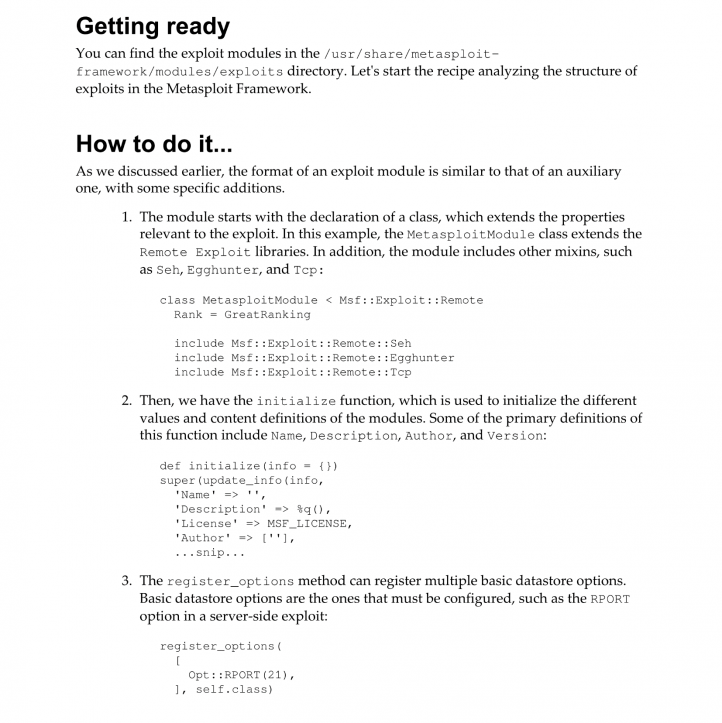 Getting ready
You can find the exploit modules in the /usr/share/metasploit-
framework/modules/exploits directory. Let's start the recipe analyzing the structure of
exploits in the Metasploit Framework.
How to do it...
As we discussed earlier, the format of an exploit module is similar to that of an auxiliary
one, with some specific additions.
1. The module starts with the declaration of a class, which extends the properties
relevant to the exploit. In this example, the MetasploitModule class extends the
Remote Exploit libraries. In addition, the module includes other mixins, such
as Seh, Egghunter, and Tcp:
class MetasploitModule < Msf::Exploit::Remote
  Rank = GreatRanking
  include Msf::Exploit::Remote::Seh
  include Msf::Exploit::Remote::Egghunter
  include Msf::Exploit::Remote::Tcp
2. Then, we have the initialize function, which is used to initialize the different
values and content definitions of the modules. Some of the primary definitions of
this function include Name, Description, Author, and Version:
def initialize(info = {})
super(update_info(info,
  'Name' => '',
  'Description' => %q(),
  'License' => MSF_LICENSE,
  'Author' => [''],
  ...snip...
3. The register_options method can register multiple basic datastore options.
Basic datastore options are the ones that must be configured, such as the RPORT
option in a server-side exploit:
register_options(
  [
    Opt::RPORT(21),
  ], self.class)